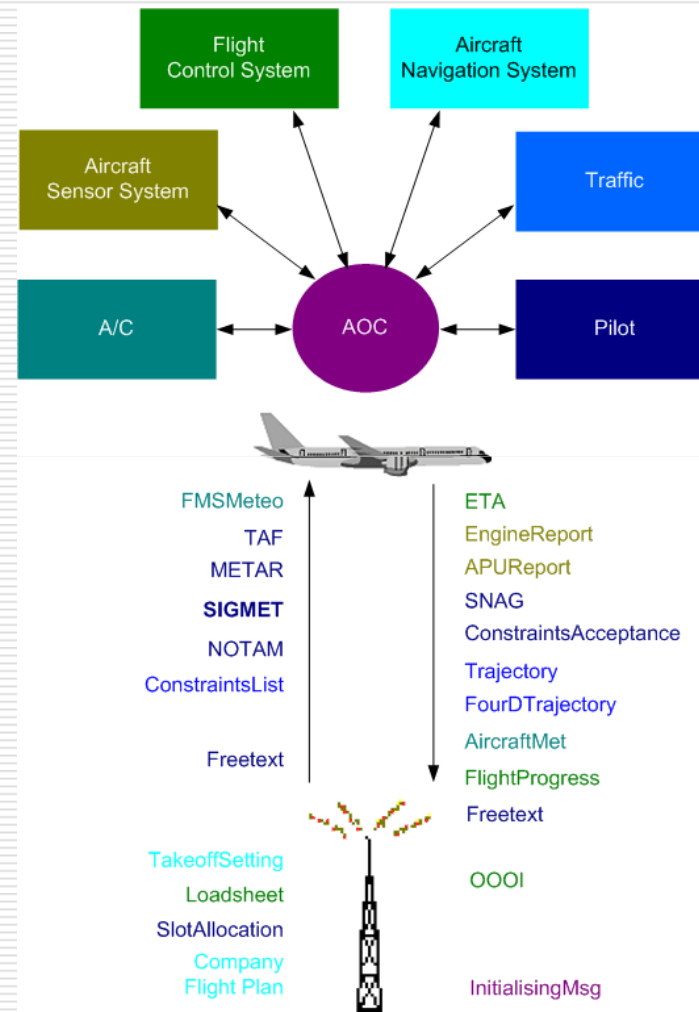 Flight
Control System
Aircraft
Navigation System
Aircraft
Sensor System
Traffic
A/C
AOC
Pilot
FMSMeteo
TAF
METAR
SIGMET
NOTAM
ConstraintsList
Freetext
ETA
EngineReport
APUReport
SNAG
ConstraintsAcceptance
Trajectory
FourDTrajectory
AircraftMet
FlightProgress
Freetext
TakeoffSetting
Loadsheet
SlotAllocation
Company
Flight Plan
OOOI
InitialisingMsg